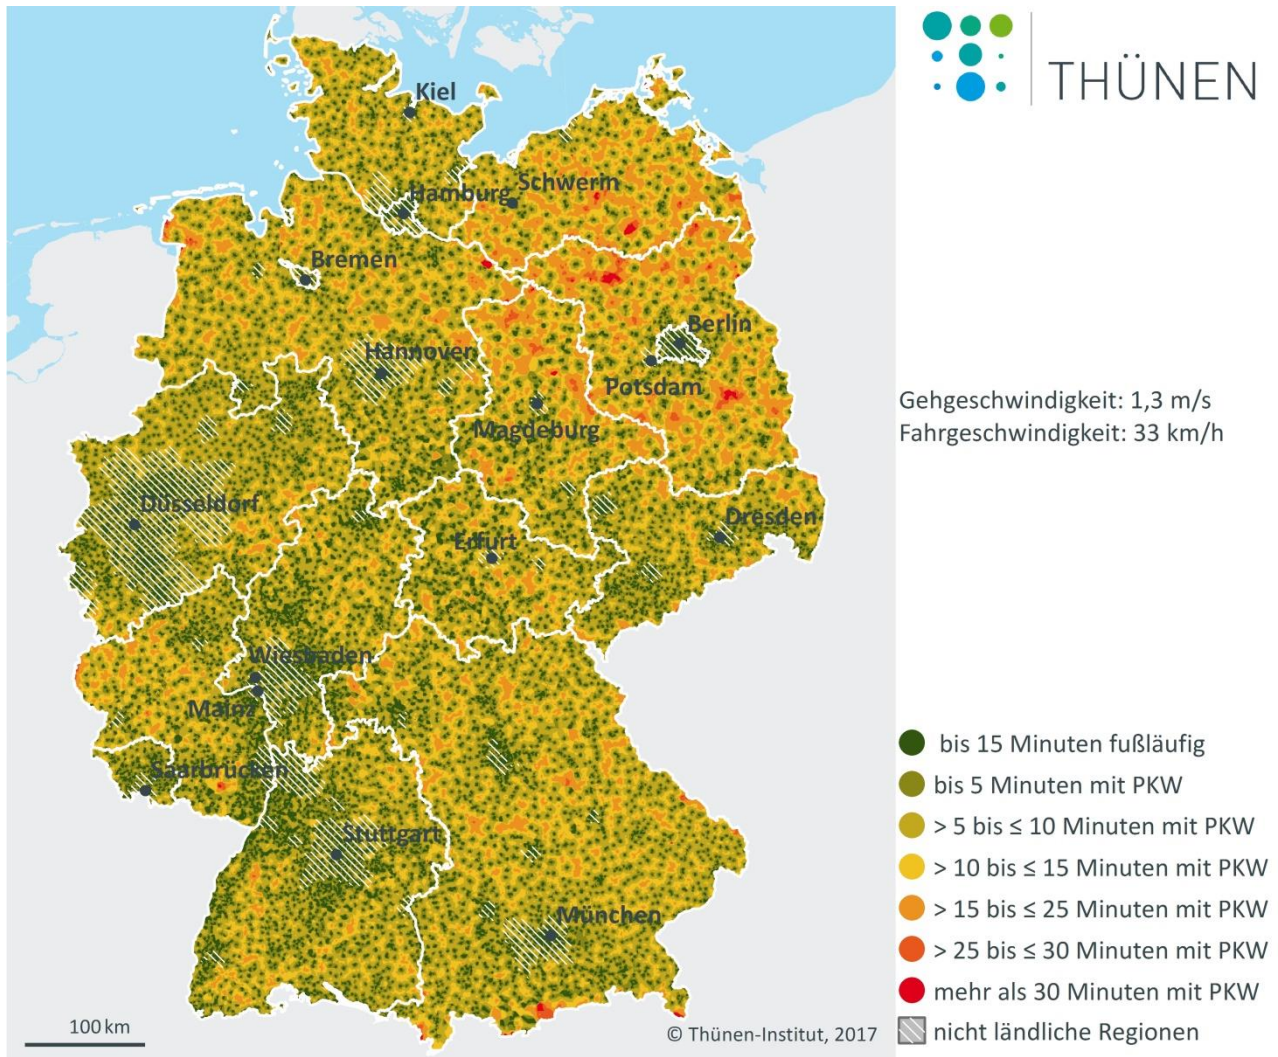 THÜNEN
Kiel
Schwerin
Hamburg
Bremen
Berlin
Hannover
Potsdam
Gehgeschwindigkeit: 1,3 m/s
Fahrgeschwindigkeit: 33 km/h
Magdeburg
Düsseldorf
Dresden
Erfurt
Wiesbaden
Mainz
Saarbrücken
Stuttgart
München
bis 15 Minuten fußläufig
bis 5 Minuten mit PKW
> 5 bis ≤ 10 Minuten mit PKW
> 10 bis ≤ 15 Minuten mit PKW
> 15 bis ≤ 25 Minuten mit PKW
> 25 bis ≤ 30 Minuten mit PKW
mehr als 30 Minuten mit PKW
nicht ländliche Regionen
100 km
© Thünen-Institut, 2017